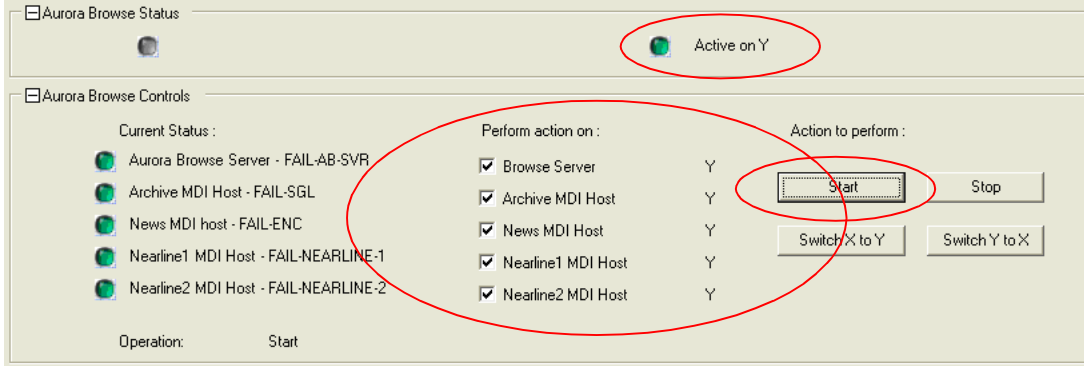 Aurora Browse Status
Active on Y
Aurora Browse Controls
Current Status :
Perform action on :
Action to perform :
Aurora Browse Server - FAIL-AB-SVR
Browse Server Y
Start
Stop
Archive MDI Host - FAIL-SGL
Archive MDI Host Y
News MDI host - FAIL-ENC
News MDI Host Y
Switch X to Y
Switch Y to X
Nearline1 MDI Host - FAIL-NEARLINE-1
Nearline1 MDI Host Y
Nearline2 MDI Host - FAIL-NEARLINE-2
Nearline2 MDI Host Y
Operation: Start